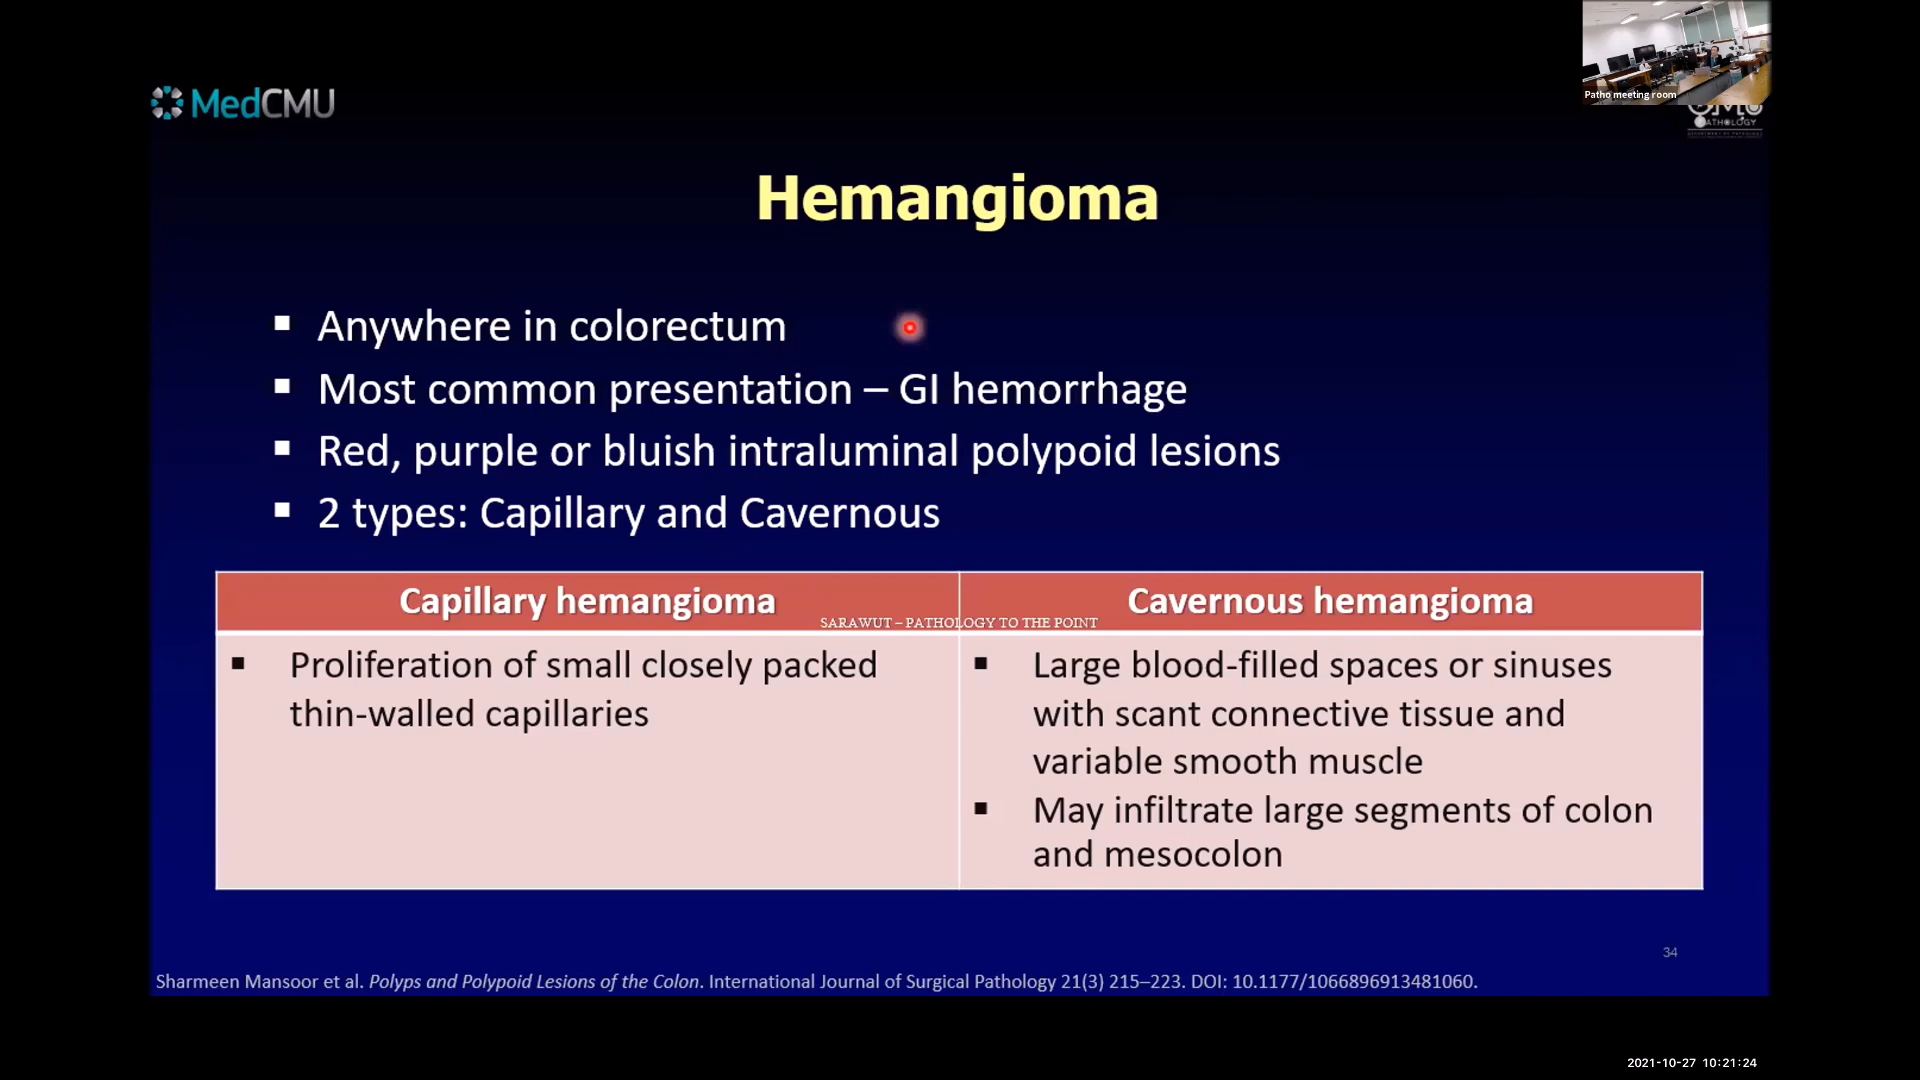 Patho meeting room
MedCMU
PATHOLOGY
Hemangioma
▪ Anywhere in colorectum
▪ Most common presentation – GI hemorrhage
▪ Red, purple or bluish intraluminal polypoid lesions
▪ 2 types: Capillary and Cavernous
Capillary hemangioma
Cavernous hemangioma
SARAWUT – PATHOLOGY TO THE POINT
▪ Proliferation of small closely packed
thin-walled capillaries
▪ Large blood-filled spaces or sinuses
with scant connective tissue and
variable smooth muscle
▪ May infiltrate large segments of colon
and mesocolon
34
Sharmeen Mansoor et al. Polyps and Polypoid Lesions of the Colon. International Journal of Surgical Pathology 21(3) 215–223. DOI: 10.1177/1066896913481060.
2021-10-27 10:21:24